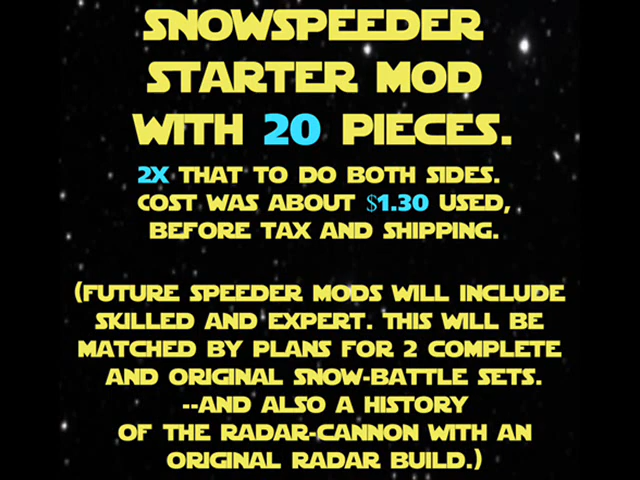 SNOWSPEEDER
STARTER MOD
WITH 20 PIECES.
2X THAT TO DO BOTH SIDES.
COST WAS ABOUT $1.30 USED,
BEFORE TAX AND SHIPPING.
(FUTURE SPEEDER MODS WILL INCLUDE
SKILLED AND EXPERT. THIS WILL BE
MATCHED BY PLANS FOR 2 COMPLETE
AND ORIGINAL SNOW-BATTLE SETS.
--AND ALSO A HISTORY
OF THE RADAR-CANNON WITH AN
ORIGINAL RADAR BUILD.)